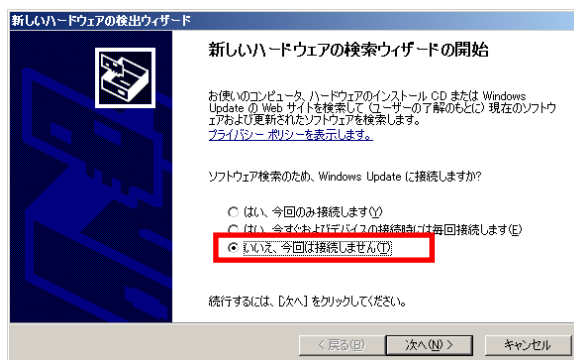 新しいハードウェアの検出ウィザード
新しいハードウェアの検索ウィザードの開始
お使いのコンピュータ、ハードウェアのインストール CD または Windows
Update の Web サイトを検索して (ユーザーの了解のもとに) 現在のソフトウ
ェアおよび更新されたソフトウェアを検索します。
プライバシー ポリシーを表示します。
ソフトウェア検索のため、Windows Update に接続しますか?
はい、今回のみ接続します(Y)
はい、今すぐおよびデバイスの接続時には毎回接続します(E)
いいえ、今回は接続しません(T)
続行するには、[次へ] をクリックしてください。
< 戻る(B)
次へ(N) >
キャンセル